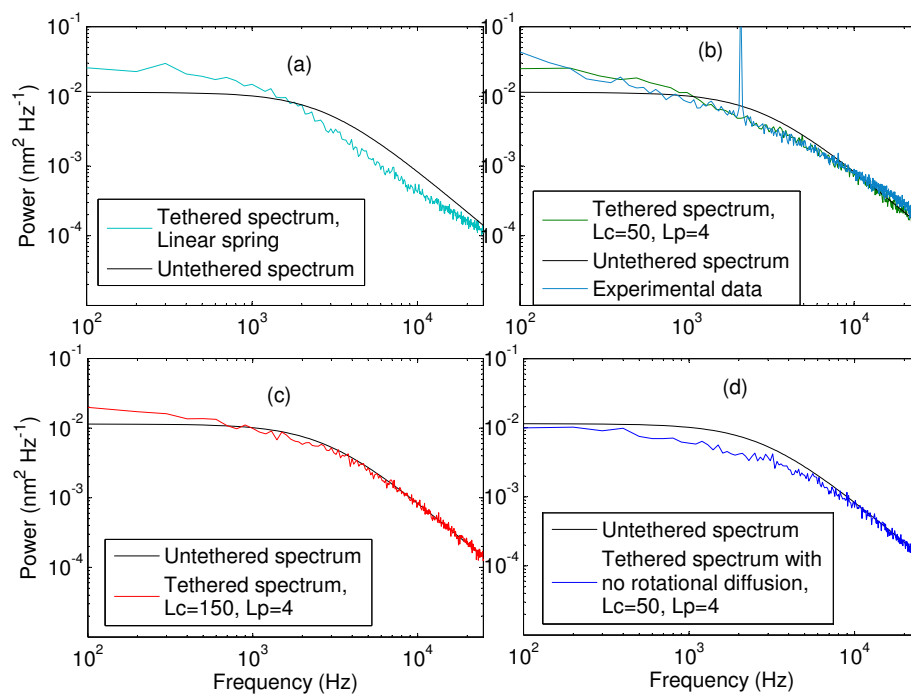 10^-1
10^-2
10^-3
10^-4
10^2
10^3
10^4
Power (nm^2 Hz^-1)
(a)
Tethered spectrum,
Linear spring
Untethered spectrum
10^-1
10^-2
10^-3
10^-4
10^2
10^3
10^4
(b)
Tethered spectrum,
Lc=50, Lp=4
Untethered spectrum
Experimental data
10^-1
10^-2
10^-3
10^-4
10^2
10^3
10^4
Power (nm^2 Hz^-1)
Frequency (Hz)
(c)
Untethered spectrum
Tethered spectrum,
Lc=150, Lp=4
10^-1
10^-2
10^-3
10^-4
10^2
10^3
10^4
Frequency (Hz)
(d)
Untethered spectrum
Tethered spectrum with
no rotational diffusion,
Lc=50, Lp=4